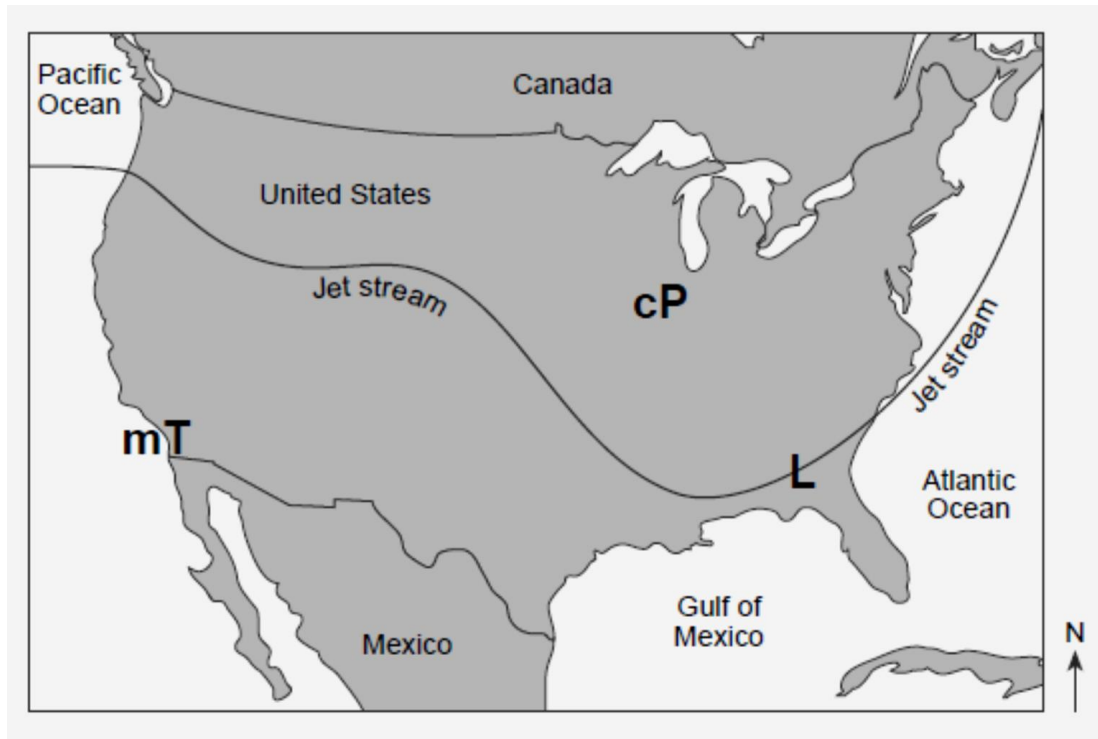 Pacific
Ocean
Canada
United States
Jet stream
cP
Jet stream
mT
L
Atlantic
Ocean
Gulf of
Mexico
Mexico
N